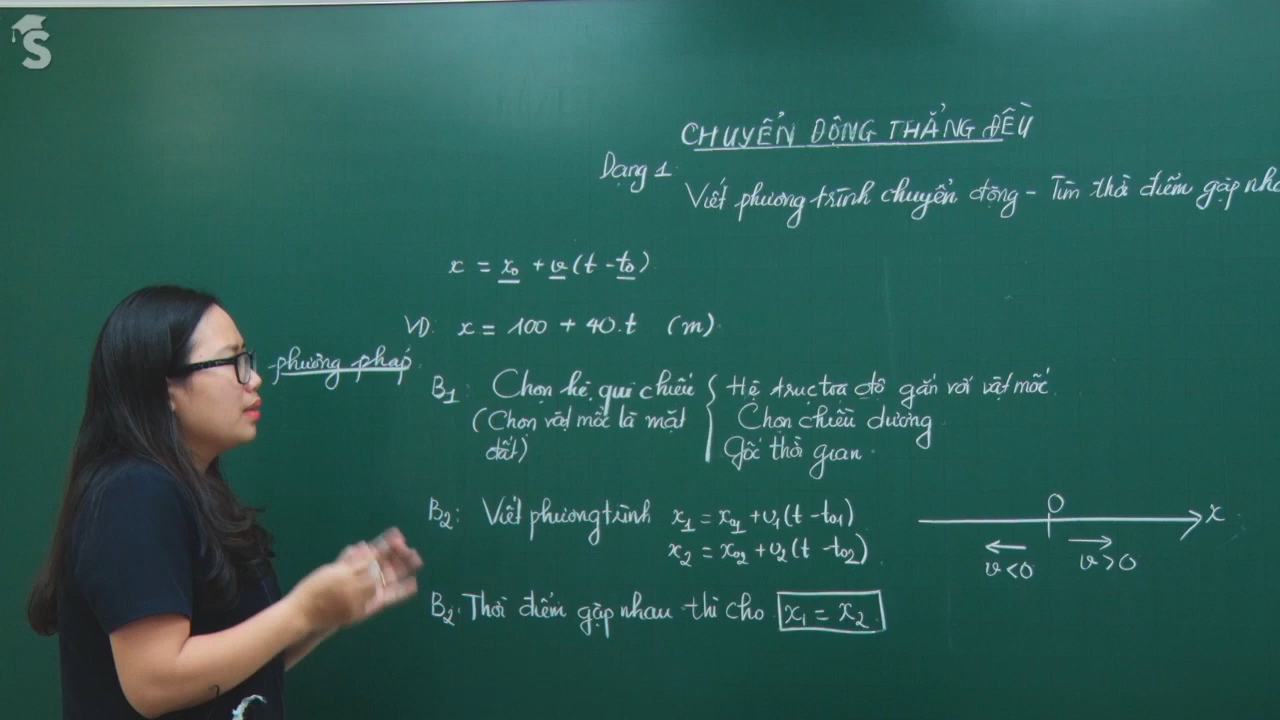 S
CHUYỂN ĐỘNG THẲNG ĐỀU
Dạng 1:
Viết phương trình chuyển động - Tìm thời điểm gặp
x = x₀ + v(t - t₀)
VD: x = 100 + 40.t (m)
phương pháp
B₁: Chọn hệ qui chiếu { Hệ trục toạ độ gắn với vật mốc
(Chọn vật mốc là mặt đất)
Chọn chiều dương
Gốc thời gian.
B₂: Viết phương trình x₁ = x₀₁ + v₁(t - t₀₁)
x₂ = x₀₂ + v₂(t - t₀₂)
O x
v<0 v>0
B₂. Thời điểm gặp nhau thì cho x₁ = x₂